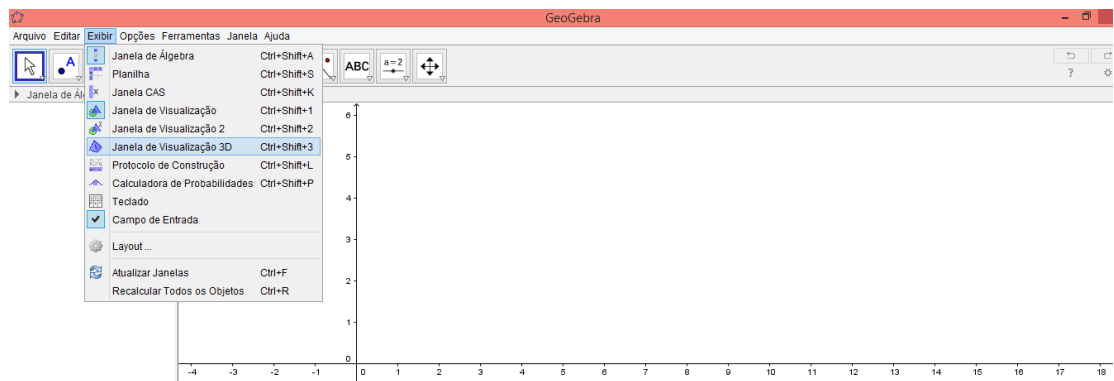 GeoGebra
Arquivo Editar Exibir Opções Ferramentas Janela Ajuda
A ABC a=2
?
Janela de Ál
Janela de Álgebra Ctrl+Shift+A
Planilha Ctrl+Shift+S
Janela CAS Ctrl+Shift+K
Janela de Visualização Ctrl+Shift+1
Janela de Visualização 2 Ctrl+Shift+2
Janela de Visualização 3D Ctrl+Shift+3
Protocolo de Construção Ctrl+Shift+L
Calculadora de Probabilidades Ctrl+Shift+P
Teclado
Campo de Entrada
Layout ...
Atualizar Janelas Ctrl+F
Recalcular Todos os Objetos Ctrl+R
6
5
4
3
2
1
0
-4 -3 -2 -1 0 1 2 3 4 5 6 7 8 9 10 11 12 13 14 15 16 17 18